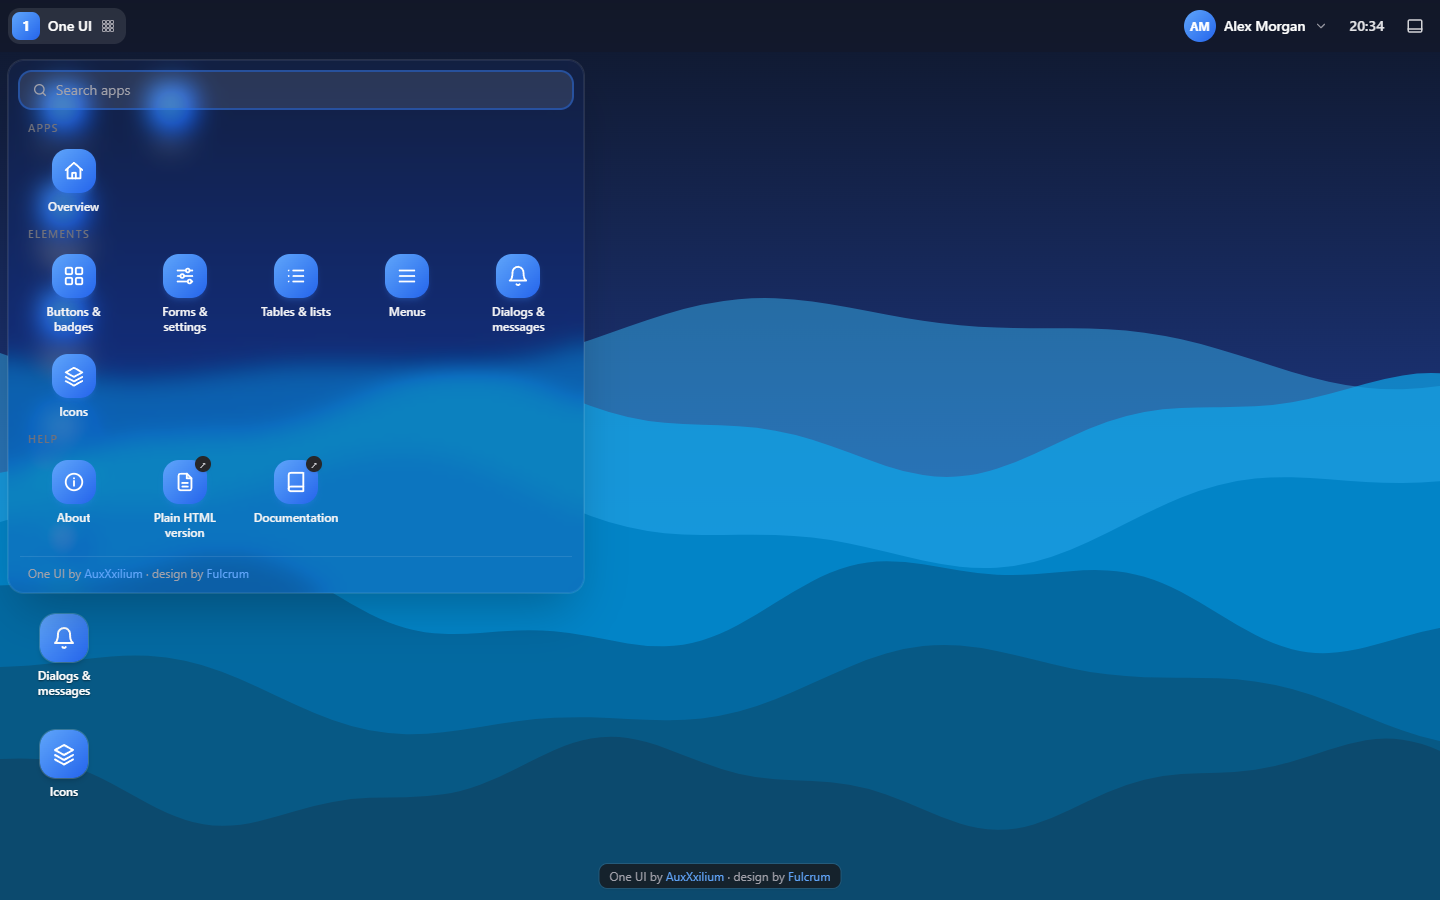 1 One UI
AM Alex Morgan
20:34
Search apps
APPS
Overview
ELEMENTS
Buttons &
badges
Forms &
settings
Tables & lists
Menus
Dialogs &
messages
Icons
HELP
About
Plain HTML
version
Documentation
One UI by AuxXxilium · design by Fulcrum
Dialogs &
messages
Icons
One UI by AuxXxilium · design by Fulcrum